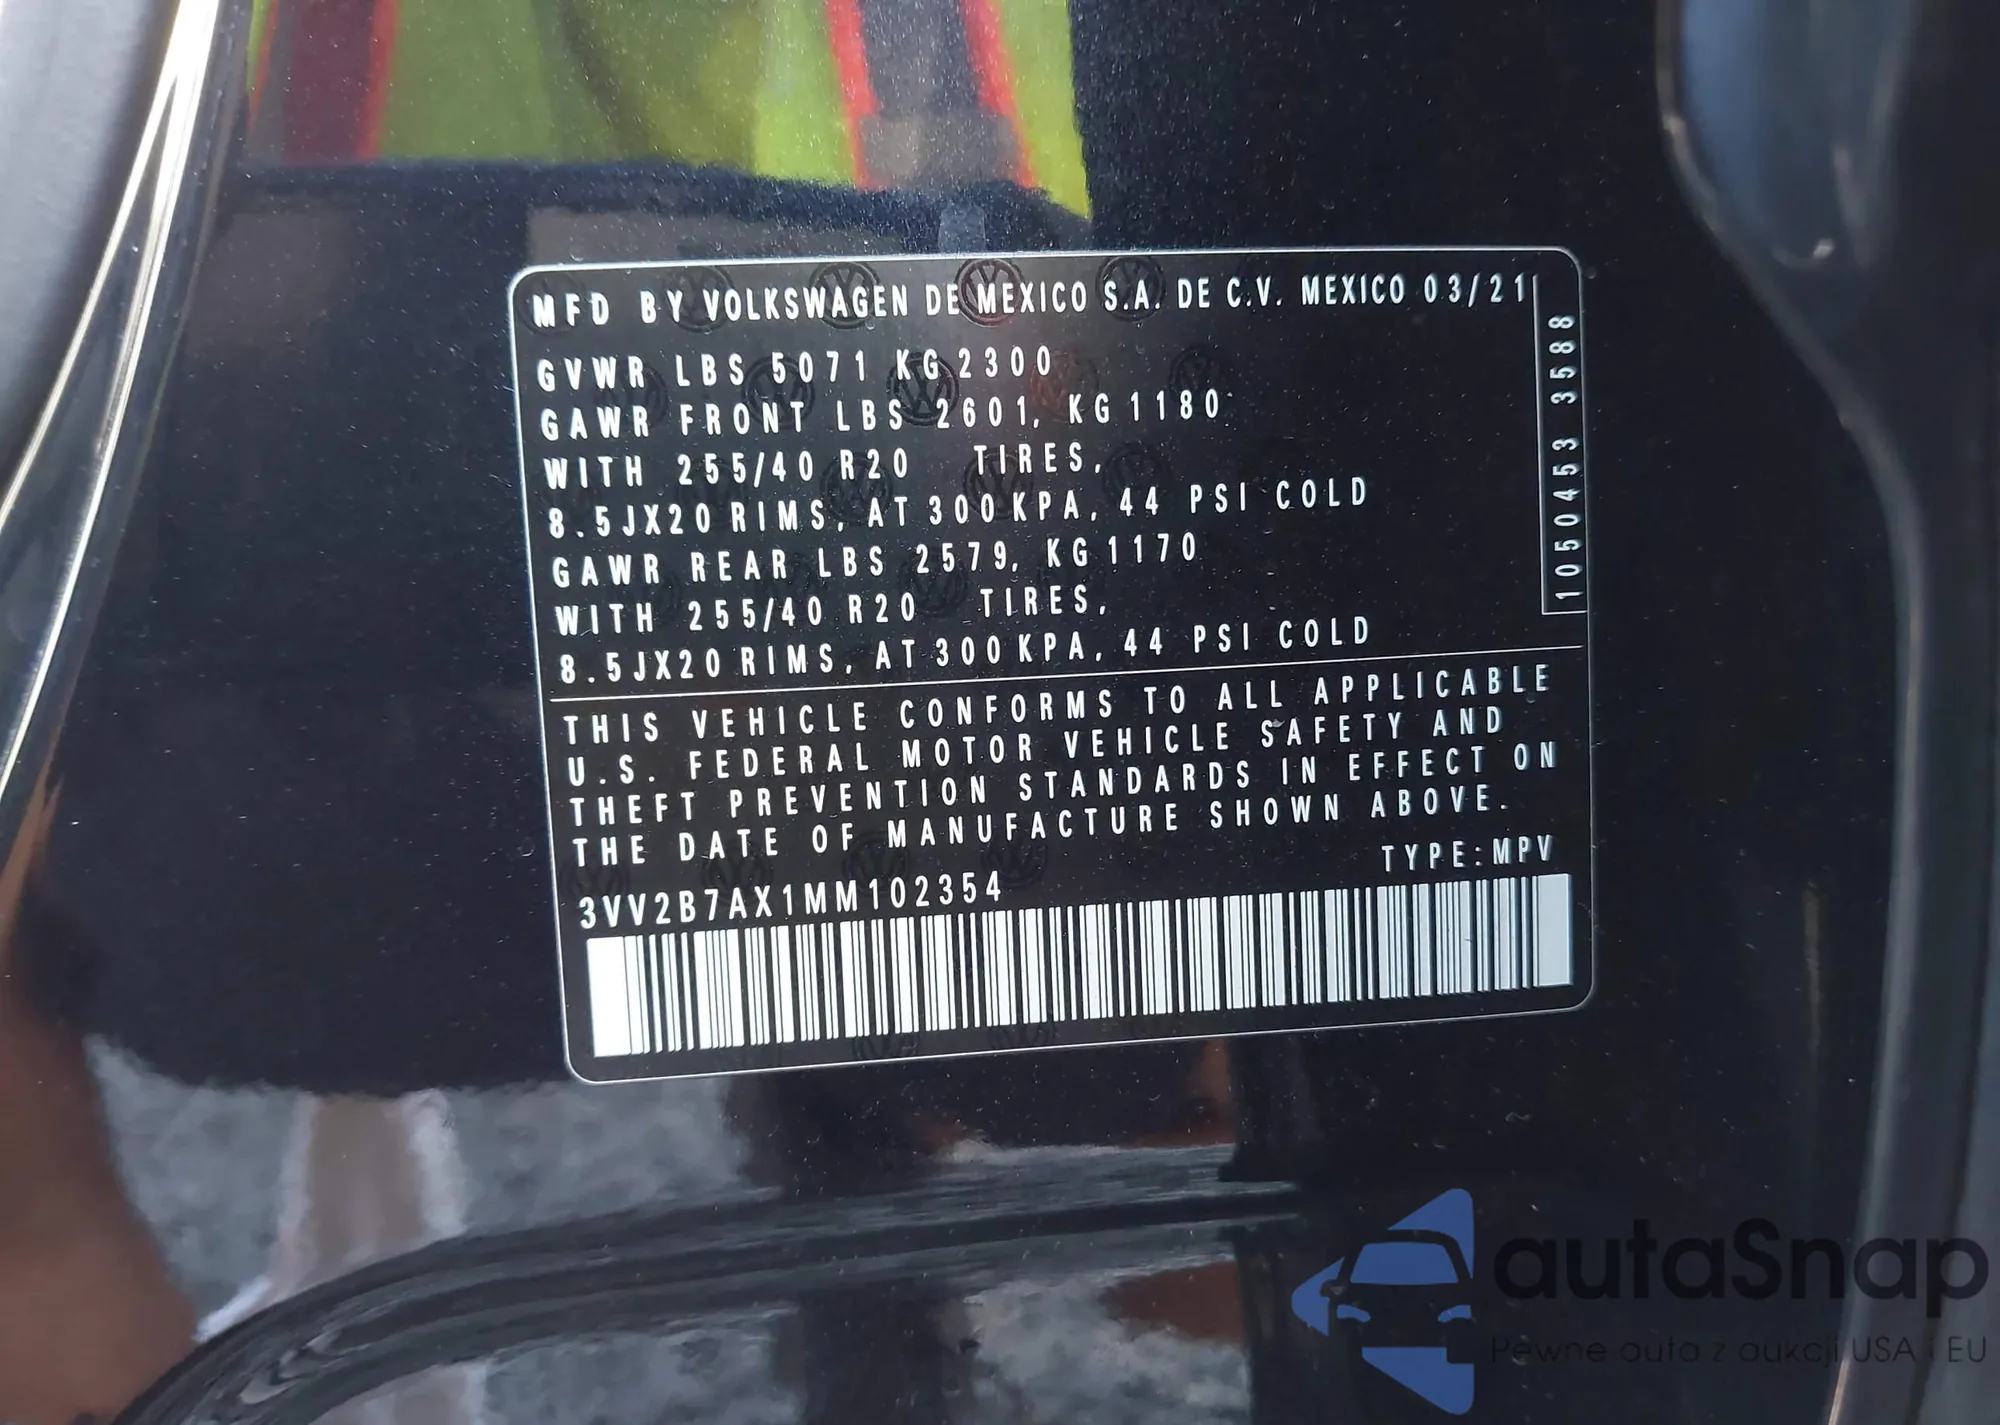 MFD BY VOLKSWAGEN DE MEXICO S.A. DE C.V. MEXICO 03/21
GVWR LBS 5071 KG 2300
GAWR FRONT LBS 2601, KG 1180
WITH 255/40 R20 TIRES,
8.5JX20 RIMS, AT 300 KPA, 44 PSI COLD
GAWR REAR LBS 2579, KG 1170
WITH 255/40 R20 TIRES,
8.5JX20 RIMS, AT 300 KPA, 44 PSI COLD
1050453 3588
THIS VEHICLE CONFORMS TO ALL APPLICABLE
U.S. FEDERAL MOTOR VEHICLE SAFETY AND
THEFT PREVENTION STANDARDS IN EFFECT ON
THE DATE OF MANUFACTURE SHOWN ABOVE.
TYPE:MPV
3VV2B7AX1MM102354
autaSnap
Pewne auta z aukcji USA i EU